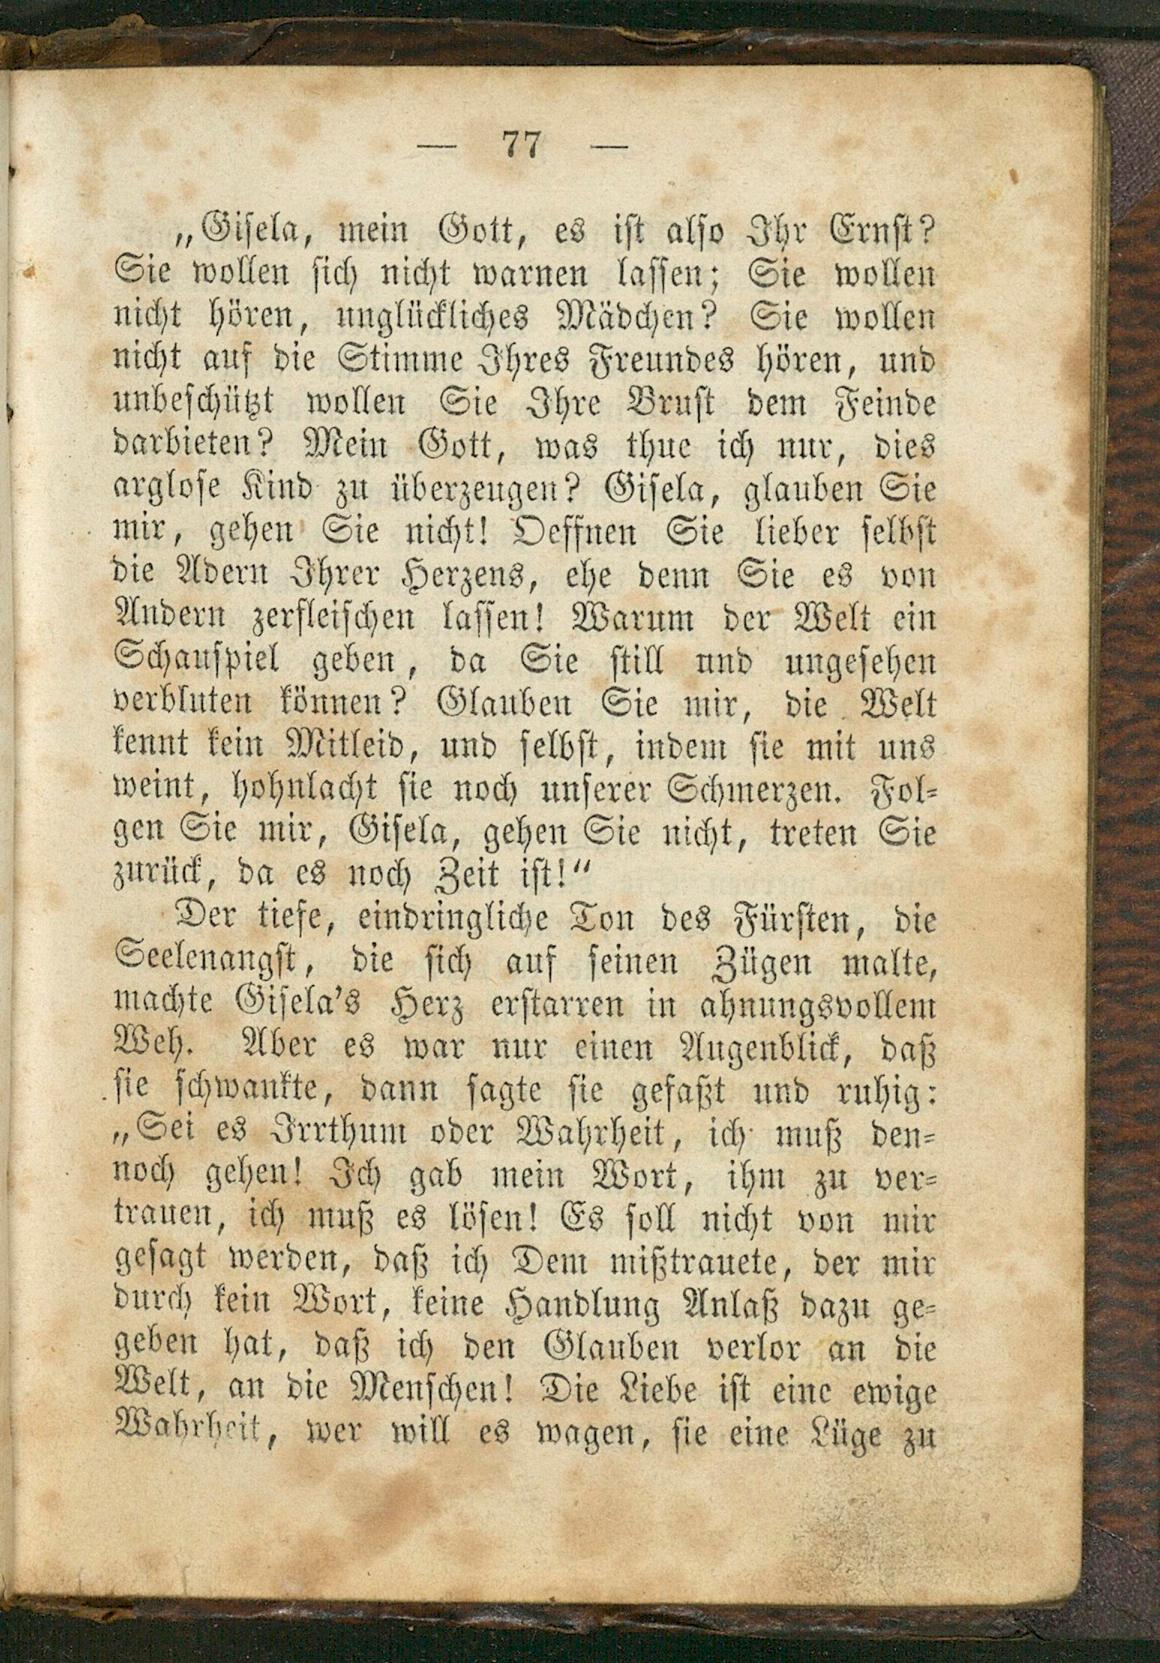 — 77 —
„Gisela, mein Gott, es ist also Ihr Ernst?
Sie wollen sich nicht warnen lassen; Sie wollen
nicht hören, unglückliches Mädchen? Sie wollen
nicht auf die Stimme Ihres Freundes hören, und
unbeschützt wollen Sie Ihre Brust dem Feinde
darbieten? Mein Gott, was thue ich nur, dies
arglose Kind zu überzeugen? Gisela, glauben Sie
mir, gehen Sie nicht! Oeffnen Sie lieber selbst
die Adern Ihrer Herzens, ehe denn Sie es von
Andern zerfleischen lassen! Warum der Welt ein
Schauspiel geben, da Sie still und ungesehen
verbluten können? Glauben Sie mir, die Welt
kennt kein Mitleid, und selbst, indem sie mit uns
weint, hohnlacht sie noch unserer Schmerzen. Fol-
gen Sie mir, Gisela, gehen Sie nicht, treten Sie
zurück, da es noch Zeit ist!“
Der tiefe, eindringliche Ton des Fürsten, die
Seelenangst, die sich auf seinen Zügen malte,
machte Gisela's Herz erstarren in ahnungsvollem
Weh. Aber es war nur einen Augenblick, daß
sie schwankte, dann sagte sie gefaßt und ruhig:
„Sei es Irrthum oder Wahrheit, ich muß den-
noch gehen! Ich gab mein Wort, ihm zu ver-
trauen, ich muß es lösen! Es soll nicht von mir
gesagt werden, daß ich Dem mißtrauete, der mir
durch kein Wort, keine Handlung Anlaß dazu ge-
geben hat, daß ich den Glauben verlor an die
Welt, an die Menschen! Die Liebe ist eine ewige
Wahrheit, wer will es wagen, sie eine Lüge zu